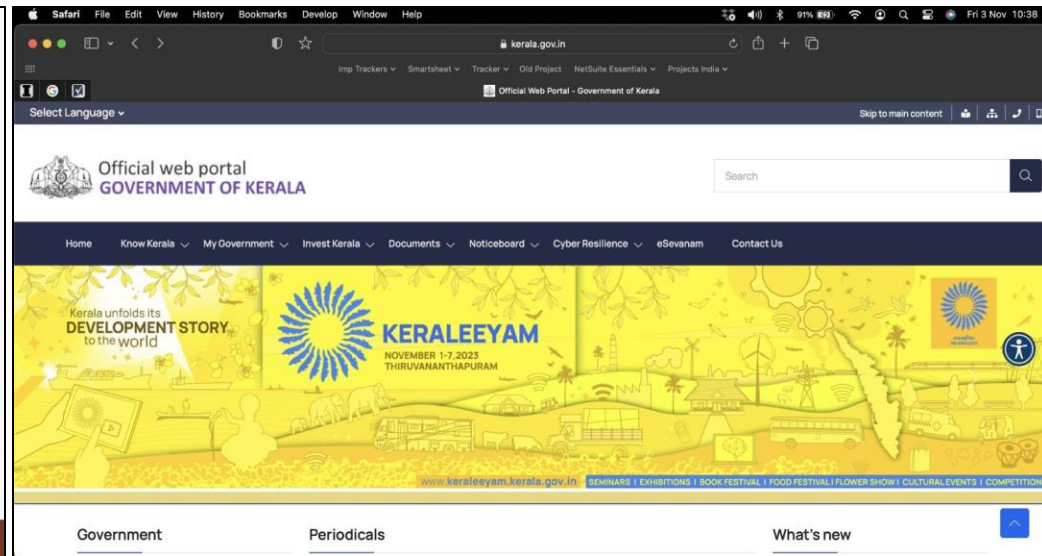 Safari File Edit View History Bookmarks Develop Window Help 91% Fri 3 Nov 10:38
kerala.gov.in
Imp Trackers Smartsheet Tracker Old Project NetSuite Essentials Projects India
Official Web Portal - Government of Kerala
Select Language Skip to main content
Official web portal
GOVERNMENT OF KERALA
Search
Home Know Kerala My Government Invest Kerala Documents Noticeboard Cyber Resilience eSevanam Contact Us
Kerala unfolds its
DEVELOPMENT STORY
to the world
KERALEEYAM
NOVEMBER 1-7,2023
THIRUVANANTHAPURAM
www.keraleeyam.kerala.gov.in SEMINARS I EXHIBITIONS I BOOK FESTIVAL I FOOD FESTIVAL I FLOWER SHOW I CULTURAL EVENTS I COMPETITION
Government Periodicals What's new